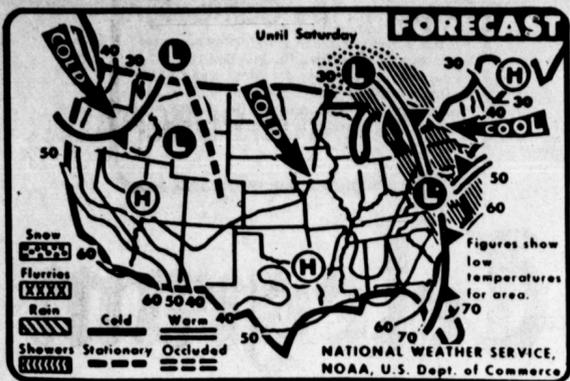 FORECAST
Until Saturday
COLD
40
30
L
30
L
30
H
30
40
COOL
COLD
L
50
H
L
50
60
H
60
60 50 40
40
50
60
70
70
Snow
Flurries
Rain
Showers
Cold
Warm
Stationary
Occluded
Figures show
low
temperatures
for area.
NATIONAL WEATHER SERVICE,
NOAA, U.S. Dept. of Commerce